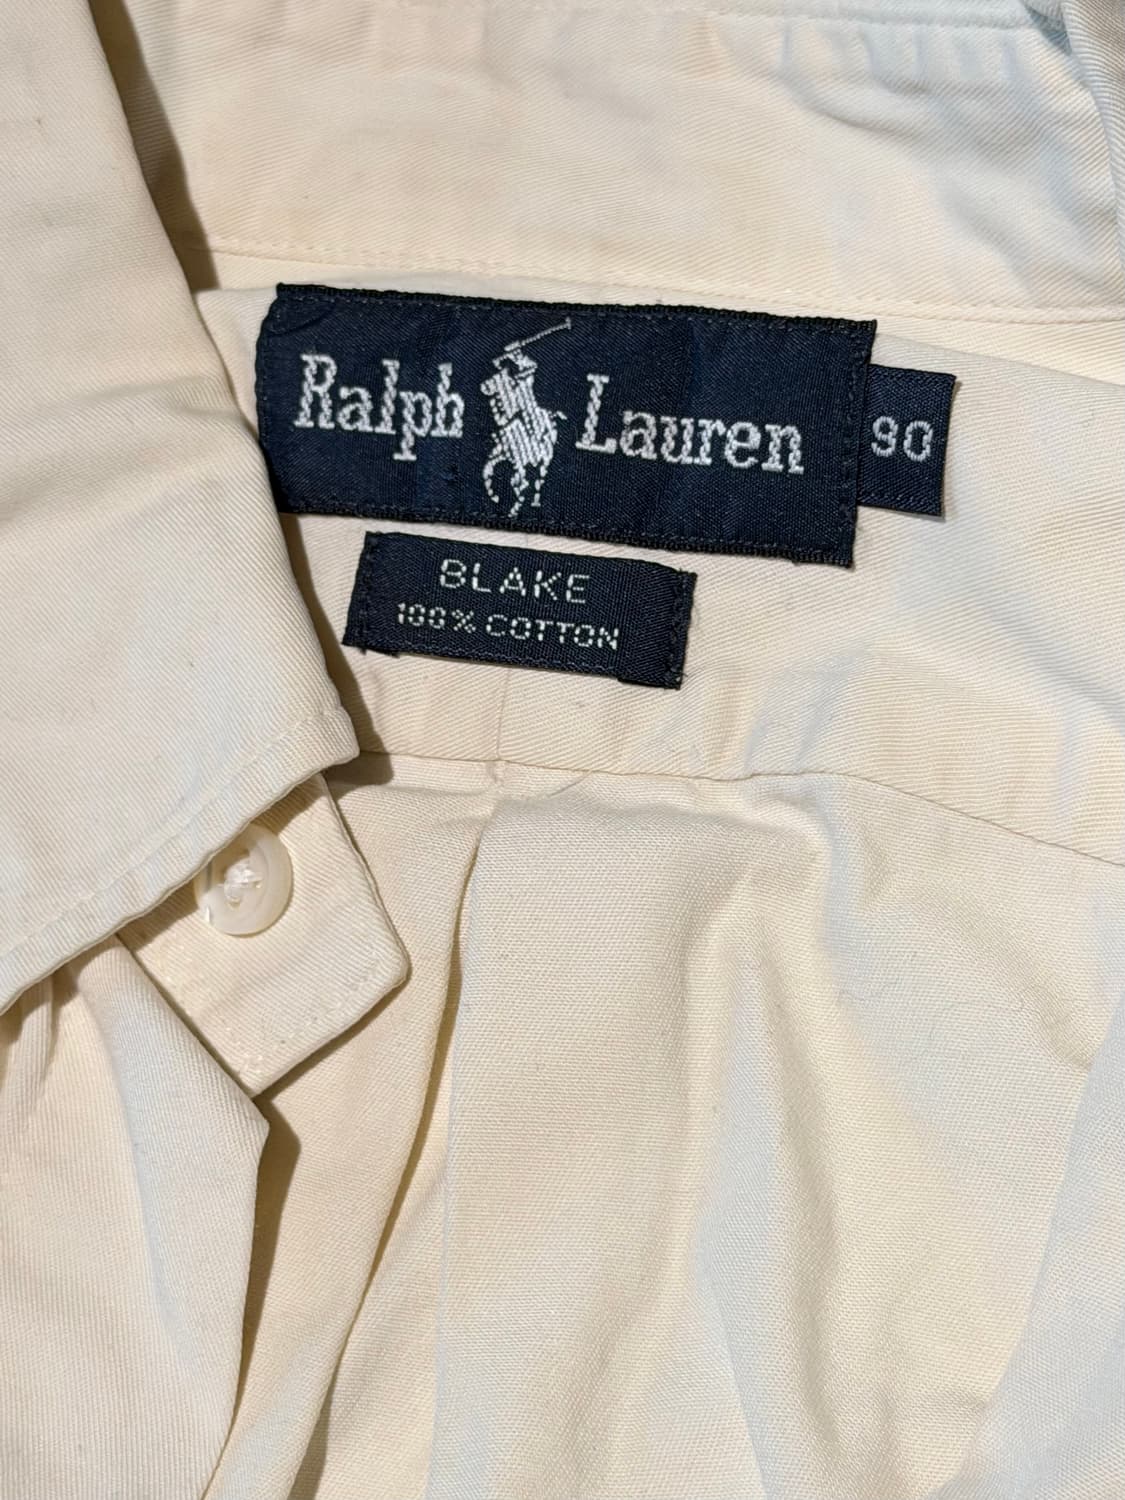 Ralph Lauren
90
BLAKE
100% COTTON